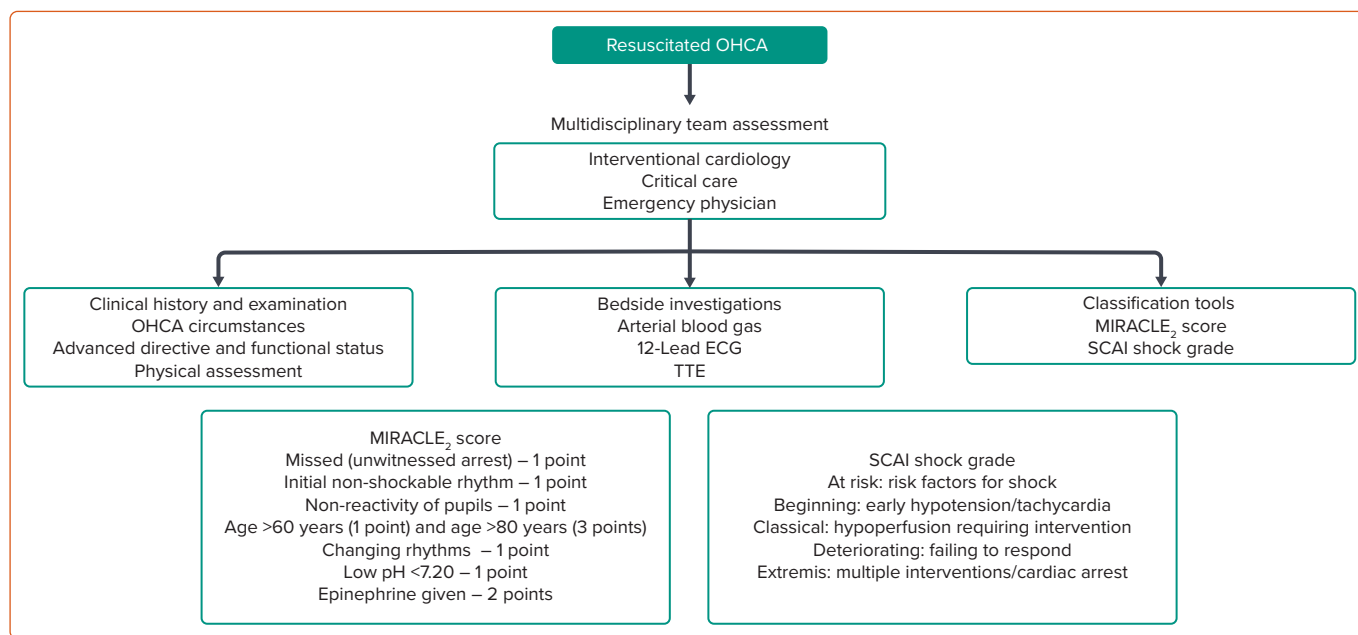 Resuscitated OHCA
Multidisciplinary team assessment
Interventional cardiology
Critical care
Emergency physician
Clinical history and examination
OHCA circumstances
Advanced directive and functional status
Physical assessment
Bedside investigations
Arterial blood gas
12-Lead ECG
TTE
Classification tools
MIRACLE₂ score
SCAI shock grade
MIRACLE₂ score
Missed (unwitnessed arrest) – 1 point
Initial non-shockable rhythm – 1 point
Non-reactivity of pupils – 1 point
Age >60 years (1 point) and age >80 years (3 points)
Changing rhythms – 1 point
Low pH <7.20 – 1 point
Epinephrine given – 2 points
SCAI shock grade
At risk: risk factors for shock
Beginning: early hypotension/tachycardia
Classical: hypoperfusion requiring intervention
Deteriorating: failing to respond
Extremis: multiple interventions/cardiac arrest